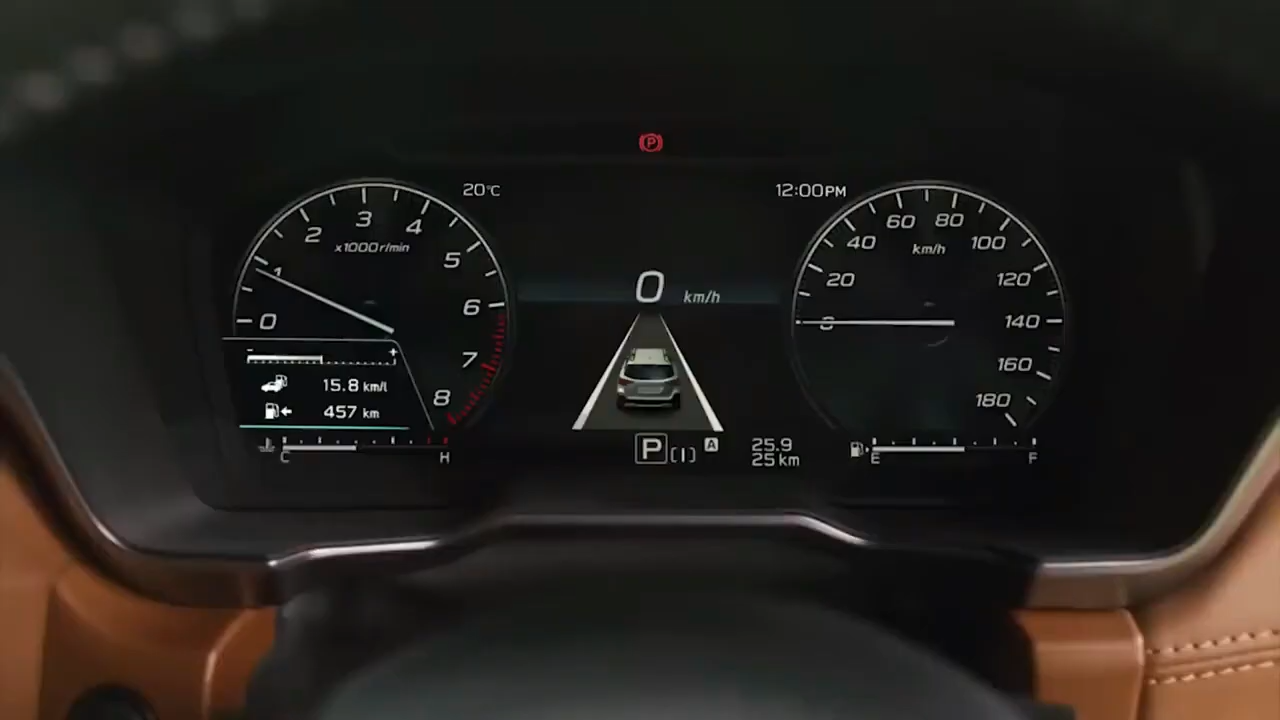 P
20℃
12:00PM
3
2
4
x1000r/min
1
5
0
6
7
8
60
80
40
100
km/h
20
120
0
140
160
180
0 km/h
- +
15.8 km/l
457 km
C
H
P [I] A
25.9
25 km
E
F